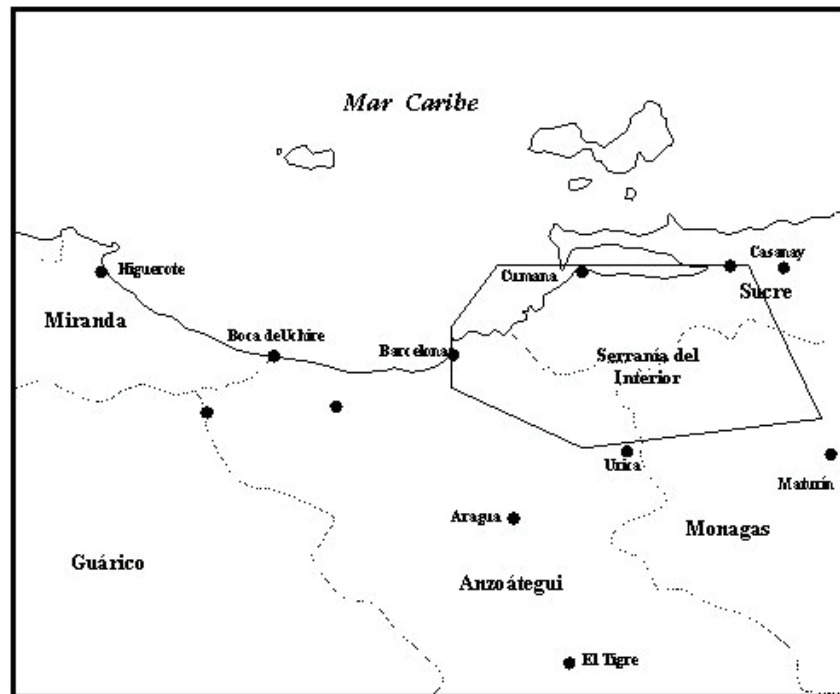 Mar Caribe
Casanay
Higuerote
Cumana
Sucre
Miranda
Boca de Uchire
Barcelona
Serranía del
Interior
Urica
Maturín
Aragua
Monagas
Guárico
Anzoátegui
El Tigre